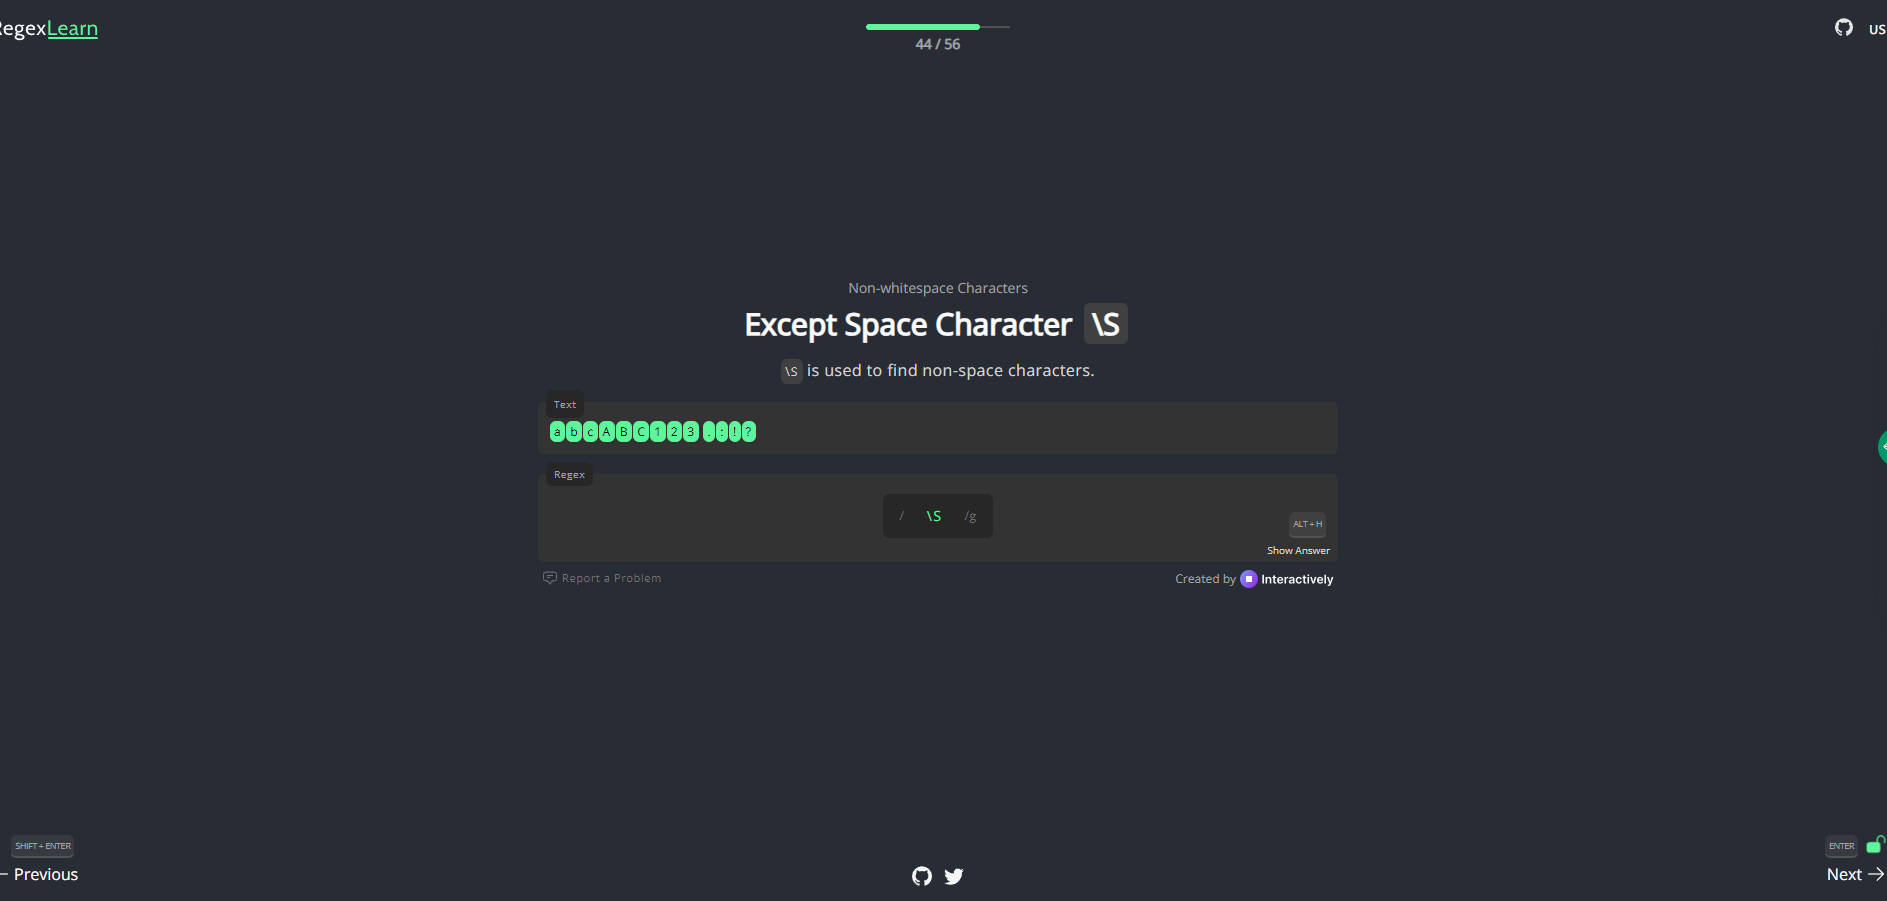 RegexLearn
44 / 56
US
Non-whitespace Characters
Except Space Character \S
\S is used to find non-space characters.
Text
abcABC123 .:!?
Regex
/ \S /g
ALT + H
Show Answer
Report a Problem
Created by Interactively
SHIFT + ENTER
Previous
ENTER
Next